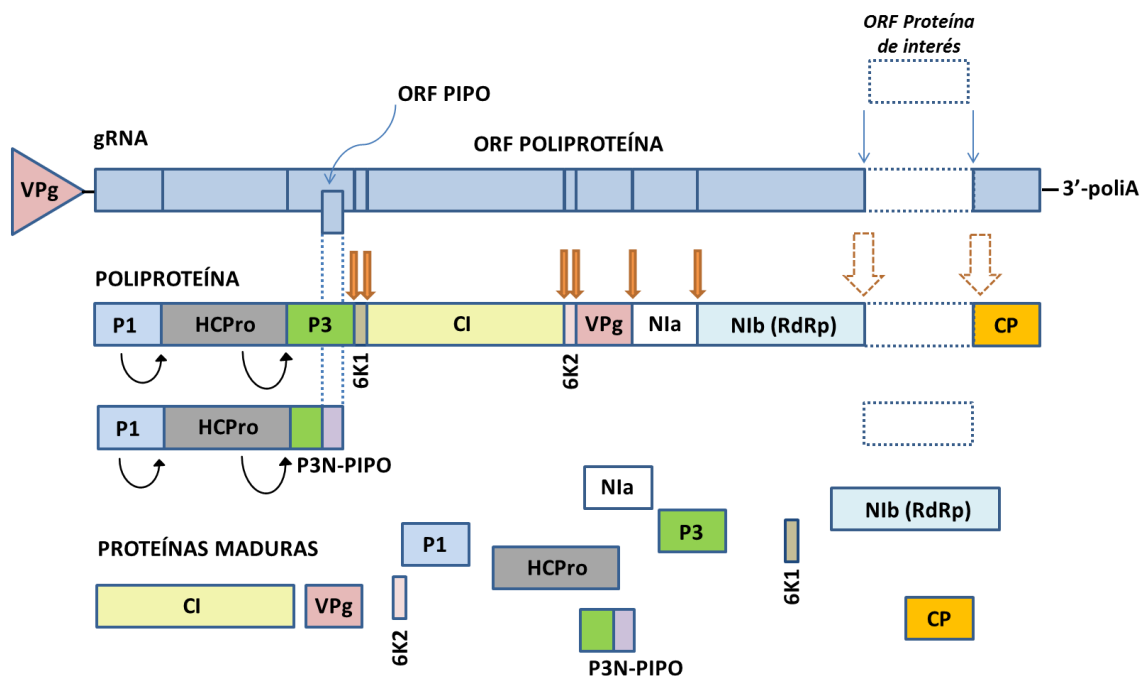 ORF Proteína
de interés
ORF PIPO
gRNA
ORF POLIPROTEÍNA
VPg
3’-poliA
POLIPROTEÍNA
P1
HCPro
P3
6K1
CI
6K2
VPg
NIa
NIb (RdRp)
CP
P1
HCPro
P3N-PIPO
NIa
NIb (RdRp)
P3
P1
6K1
PROTEÍNAS MADURAS
HCPro
CI
VPg
6K2
CP
P3N-PIPO